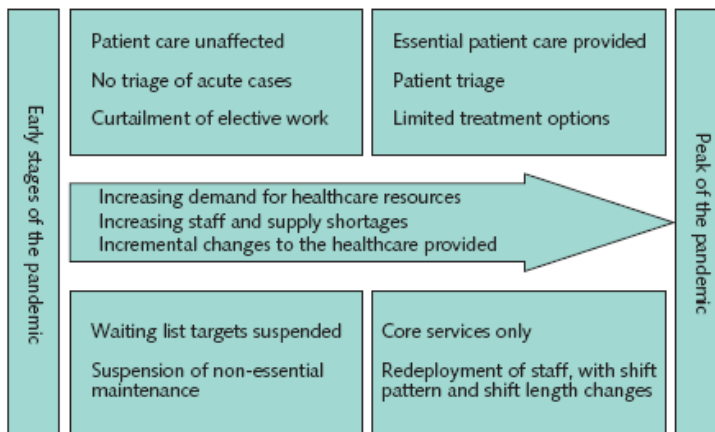 Early stages of the pandemic
Patient care unaffected
No triage of acute cases
Curtailment of elective work
Essential patient care provided
Patient triage
Limited treatment options
Increasing demand for healthcare resources
Increasing staff and supply shortages
Incremental changes to the healthcare provided
Waiting list targets suspended
Suspension of non-essential
maintenance
Core services only
Redeployment of staff, with shift
pattern and shift length changes
Peak of the pandemic